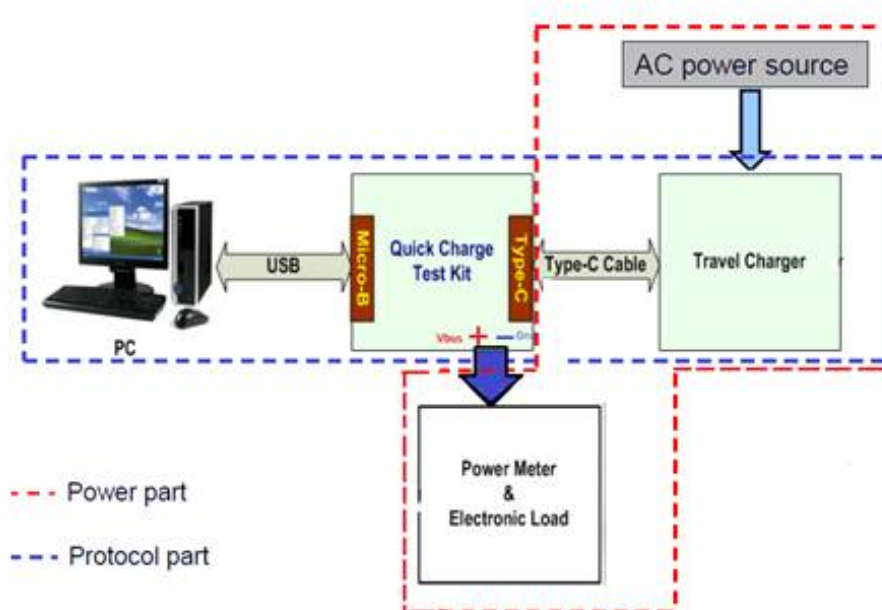 AC power source
Micro-B
Quick Charge
Test Kit
Type-C
USB
Type-C Cable
Travel Charger
Vbus + –
PC
Power Meter
&
Electronic Load
Power part
Protocol part